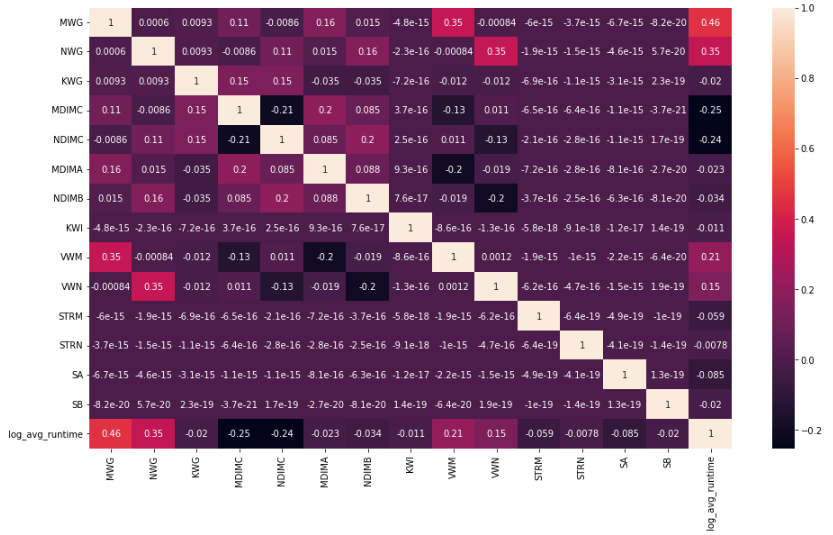 MWG 1 0.0006 0.0093 0.11 -0.0086 0.16 0.015 -4.8e-15 0.35 -0.00084 -6e-15 -3.7e-15 -6.7e-15 -8.2e-20 0.46
NWG 0.0006 1 0.0093 -0.0086 0.11 0.015 0.16 -2.3e-16 -0.00084 0.35 -1.9e-15 -1.5e-15 -4.6e-15 5.7e-20 0.35
KWG 0.0093 0.0093 1 0.15 0.15 -0.035 -0.035 -7.2e-16 -0.012 -0.012 -6.9e-16 -1.1e-15 -3.1e-15 2.3e-19 -0.02
MDIMC 0.11 -0.0086 0.15 1 -0.21 0.2 0.085 3.7e-16 -0.13 0.011 -6.5e-16 -6.4e-16 -1.1e-15 -3.7e-21 -0.25
NDIMC -0.0086 0.11 0.15 -0.21 1 0.085 0.2 2.5e-16 0.011 -0.13 -2.1e-16 -2.8e-16 -1.1e-15 1.7e-19 -0.24
MDIMA 0.16 0.015 -0.035 0.2 0.085 1 0.088 9.3e-16 -0.2 -0.019 -7.2e-16 -2.8e-16 -8.1e-16 -2.7e-20 -0.023
NDIMB 0.015 0.16 -0.035 0.085 0.2 0.088 1 7.6e-17 -0.019 -0.2 -3.7e-16 -2.5e-16 -6.3e-16 -8.1e-20 -0.034
KWI -4.8e-15 -2.3e-16 -7.2e-16 3.7e-16 2.5e-16 9.3e-16 7.6e-17 1 -8.6e-16 -1.3e-16 -5.8e-18 -9.1e-18 -1.2e-17 1.4e-19 -0.011
VWM 0.35 -0.00084 -0.012 -0.13 0.011 -0.2 -0.019 -8.6e-16 1 0.0012 -1.9e-15 -1e-15 -2.2e-15 -6.4e-20 0.21
VWN -0.00084 0.35 -0.012 0.011 -0.13 -0.019 -0.2 -1.3e-16 0.0012 1 -6.2e-16 -4.7e-16 -1.5e-15 1.9e-19 0.15
STRM -6e-15 -1.9e-15 -6.9e-16 -6.5e-16 -2.1e-16 -7.2e-16 -3.7e-16 -5.8e-18 -1.9e-15 -6.2e-16 1 -6.4e-19 -4.9e-19 -1e-19 -0.059
STRN -3.7e-15 -1.5e-15 -1.1e-15 -6.4e-16 -2.8e-16 -2.8e-16 -2.5e-16 -9.1e-18 -1e-15 -4.7e-16 -6.4e-19 1 -4.1e-19 -1.4e-19 -0.0078
SA -6.7e-15 -4.6e-15 -3.1e-15 -1.1e-15 -1.1e-15 -8.1e-16 -6.3e-16 -1.2e-17 -2.2e-15 -1.5e-15 -4.9e-19 -4.1e-19 1 1.3e-19 -0.085
SB -8.2e-20 5.7e-20 2.3e-19 -3.7e-21 1.7e-19 -2.7e-20 -8.1e-20 1.4e-19 -6.4e-20 1.9e-19 -1e-19 -1.4e-19 1.3e-19 1 -0.02
log_avg_runtime 0.46 0.35 -0.02 -0.25 -0.24 -0.023 -0.034 -0.011 0.21 0.15 -0.059 -0.0078 -0.085 -0.02 1
MWG NWG KWG MDIMC NDIMC MDIMA NDIMB KWI VWM VWN STRM STRN SA SB log_avg_runtime
1.0
0.8
0.6
0.4
0.2
0.0
−0.2